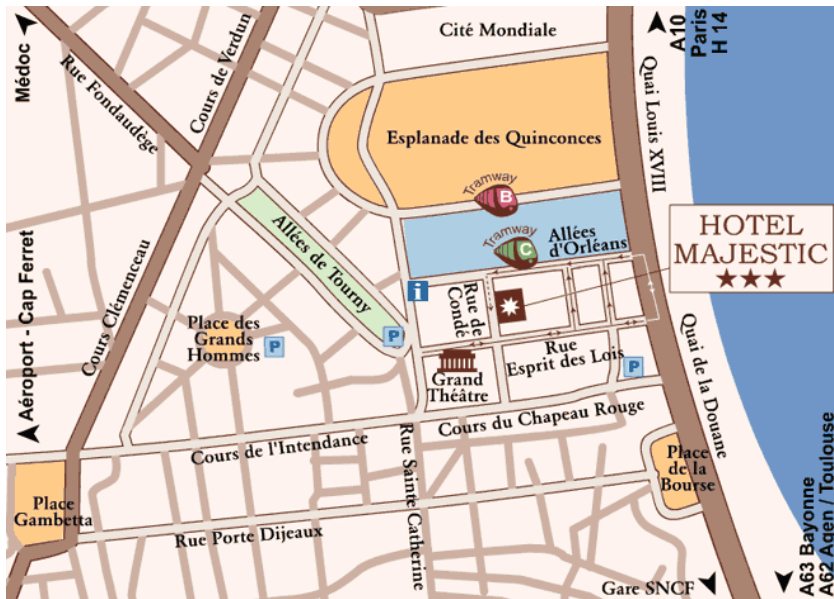 Médoc
Rue Fondaudège
Cours de Verdun
Cité Mondiale
A10
Paris
H 14
Quai Louis XVIII
Esplanade des Quinconces
Tramway
B
Tramway
C
Allées
d'Orléans
HOTEL
MAJESTIC
★★★
Allées de Tourny
i
Rue de
Condé
Aéroport - Cap Ferret
Cours Clémenceau
Place des
Grands
Hommes
P
P
Grand
Théâtre
Rue
Esprit des Lois
P
Quai de la Douane
Cours de l'Intendance
Cours du Chapeau Rouge
Rue Sainte Catherine
Place
de la
Bourse
Place
Gambetta
Rue Porte Dijeaux
Gare SNCF
A63 Bayonne
A62 Agen / Toulouse